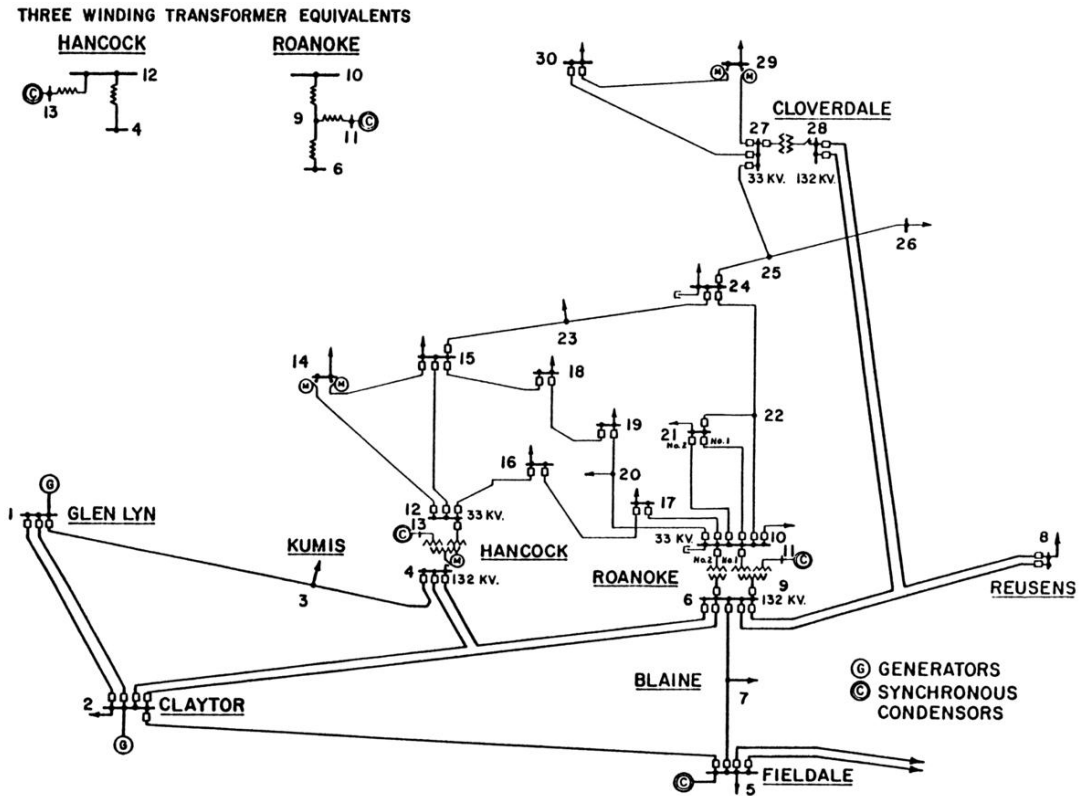 THREE WINDING TRANSFORMER EQUIVALENTS
HANCOCK
ROANOKE
12
C
13
4
10
9
C
11
6
30
29
M
M
CLOVERDALE
27
28
33 KV.
132 KV.
26
25
24
23
15
14
M
M
18
22
19
21
No. 2
No. 1
16
20
17
12
33 KV.
13
C
HANCOCK
M
4
132 KV.
G
1
GLEN LYN
KUMIS
3
33 KV.
10
No. 2
No. 1
11
C
ROANOKE
9
6
132 KV.
8
REUSENS
BLAINE
7
2
CLAYTOR
G
C
5
FIELDALE
G GENERATORS
C SYNCHRONOUS
CONDENSORS